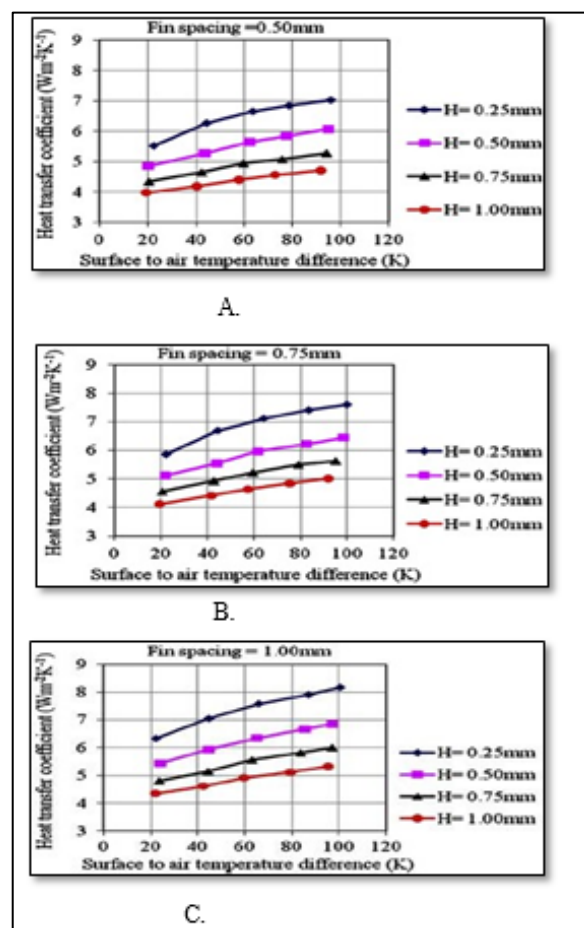 Fin spacing =0.50mm
Heat transfer coefficient (Wm⁻²K⁻¹)
9
8
7
6
5
4
3
0 20 40 60 80 100 120
Surface to air temperature difference (K)
H= 0.25mm
H= 0.50mm
H= 0.75mm
H= 1.00mm
A.
Fin spacing = 0.75mm
Heat transfer coefficient (Wm⁻²K⁻¹)
9
8
7
6
5
4
3
0 20 40 60 80 100 120
Surface to air temperature difference (K)
H= 0.25mm
H= 0.50mm
H= 0.75mm
H= 1.00mm
B.
Fin spacing = 1.00mm
Heat transfer coefficient (Wm⁻²K⁻¹)
9
8
7
6
5
4
3
0 20 40 60 80 100 120
Surface to air temperature difference (K)
H= 0.25mm
H= 0.50mm
H= 0.75mm
H= 1.00mm
C.